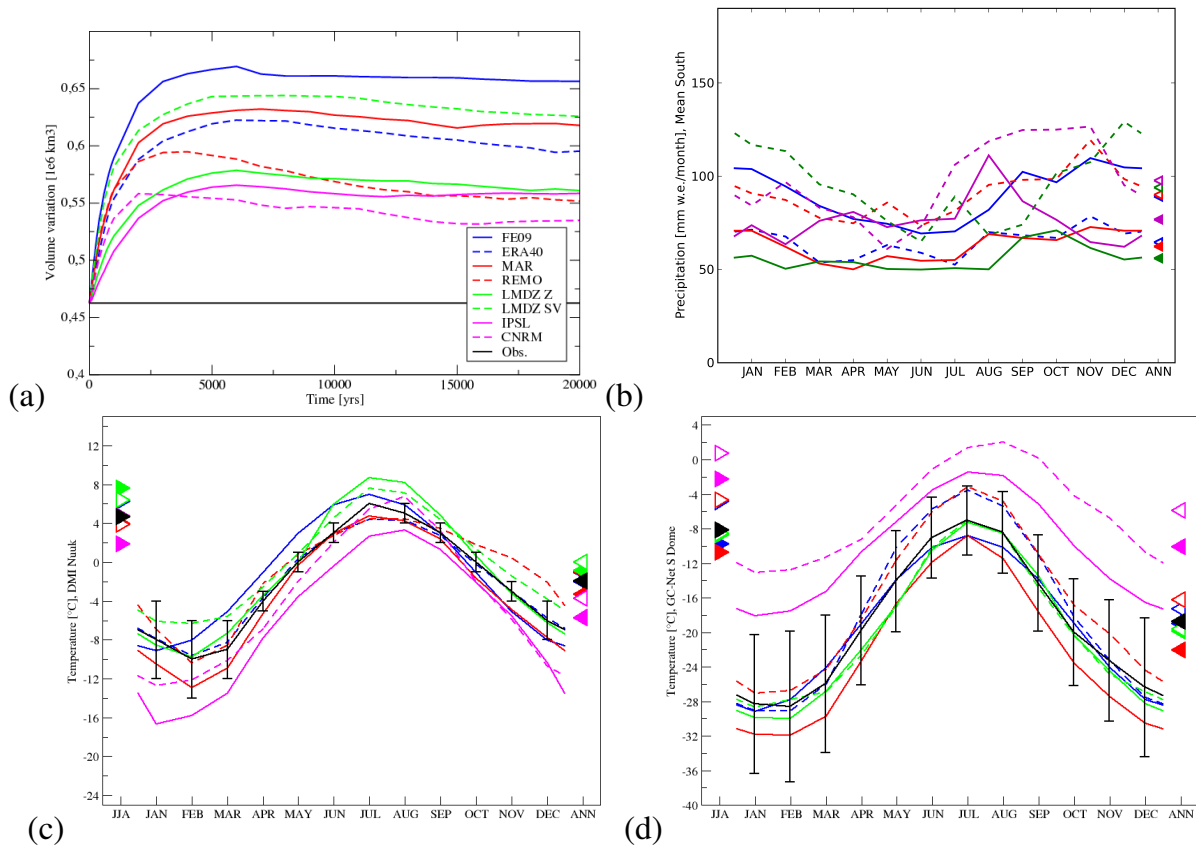 0,65
0,6
0,55
0,5
0,45
0,4
Volume variation [1e6 km3]
0
5000
10000
15000
20000
Time [yrs]
FE09
ERA40
MAR
REMO
LMDZ Z
LMDZ SV
IPSL
CNRM
Obs.
(a)
150
100
50
0
Precipitation [mm w.e./month], Mean South
JAN FEB MAR APR MAY JUN JUL AUG SEP OCT NOV DEC ANN
(b)
12
8
4
0
-4
-8
-12
-16
-20
-24
Temperature [°C], DMI Nuuk
JJA JAN FEB MAR APR MAY JUN JUL AUG SEP OCT NOV DEC ANN
(c)
4
0
-4
-8
-12
-16
-20
-24
-28
-32
-36
-40
Temperature [°C], GC-Net S Dome
JJA JAN FEB MAR APR MAY JUN JUL AUG SEP OCT NOV DEC ANN
(d)